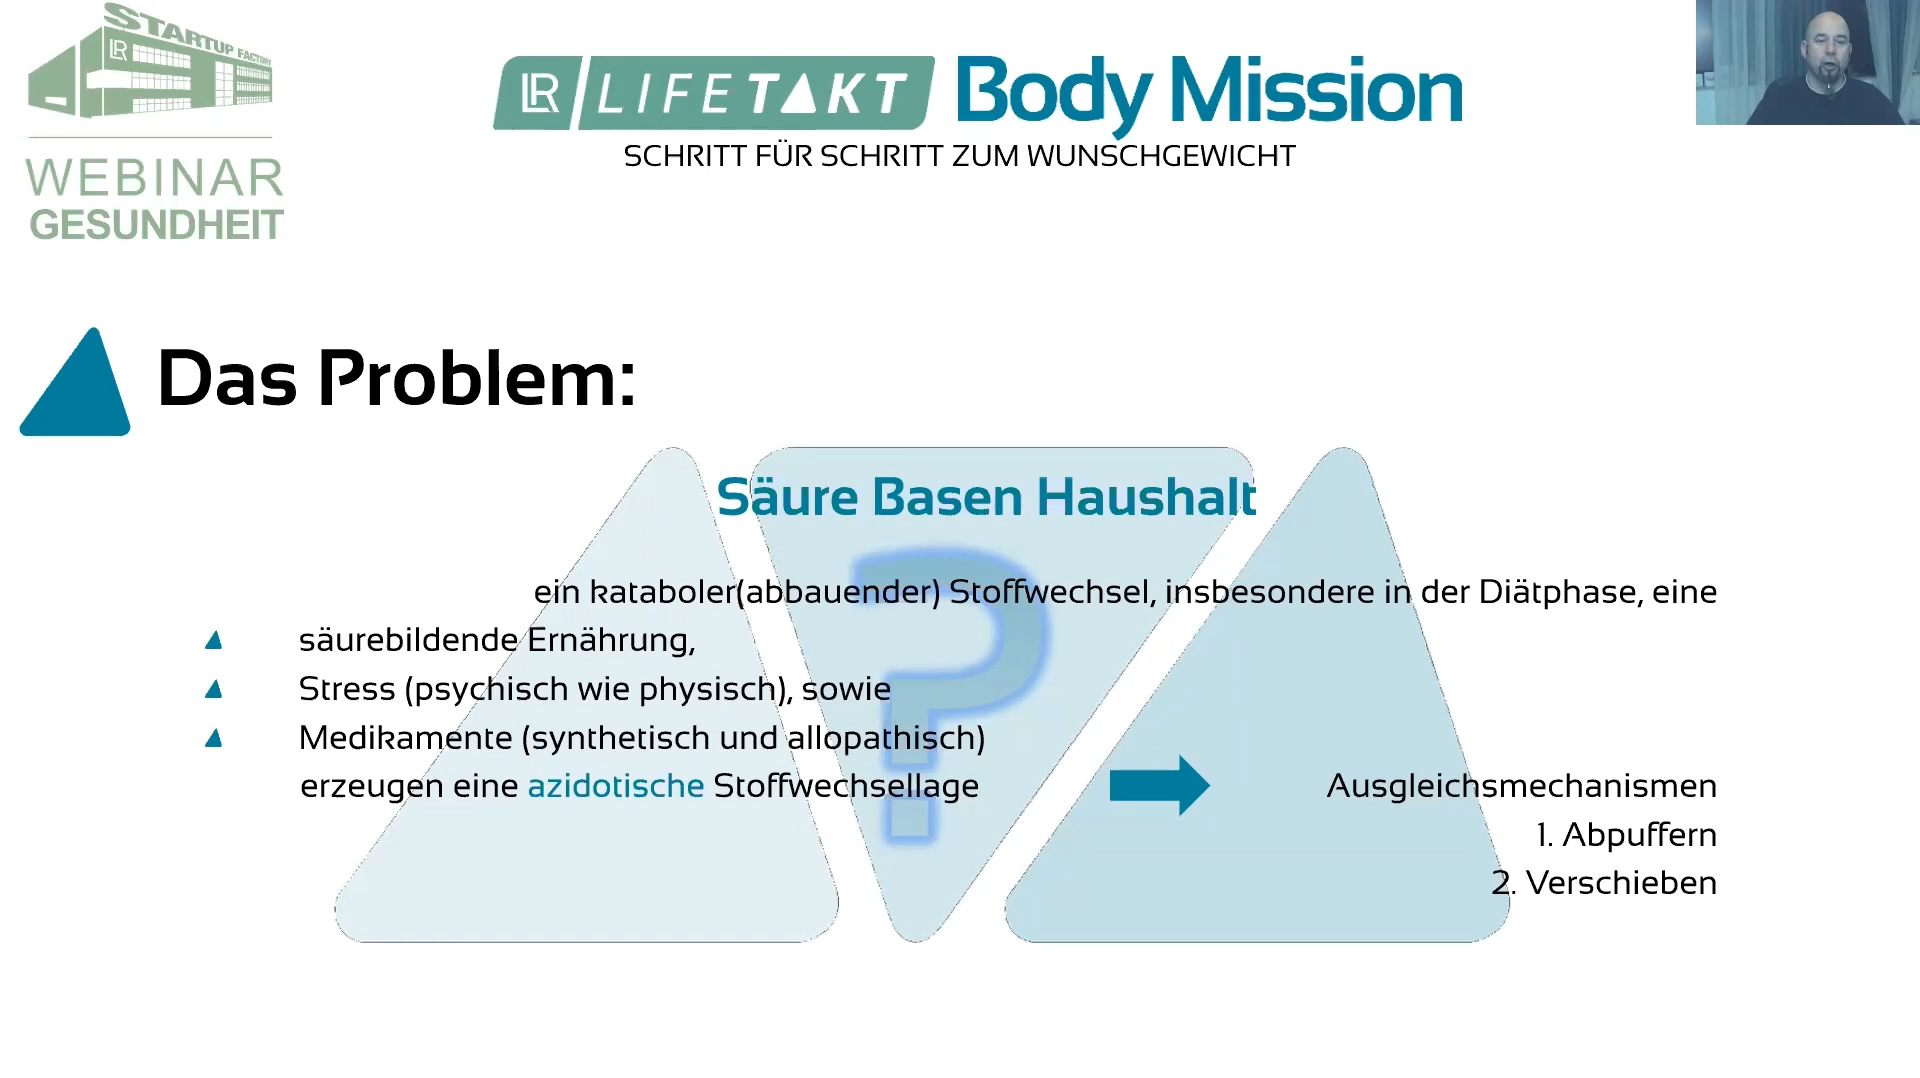 STARTUP FACTORY
LR
WEBINAR
GESUNDHEIT
LR LIFETAKT Body Mission
SCHRITT FÜR SCHRITT ZUM WUNSCHGEWICHT
Das Problem:
Säure Basen Haushalt
?
ein kataboler(abbauender) Stoffwechsel, insbesondere in der Diätphase, eine
säurebildende Ernährung,
Stress (psychisch wie physisch), sowie
Medikamente (synthetisch und allopathisch)
erzeugen eine azidotische Stoffwechsellage
Ausgleichsmechanismen
1. Abpuffern
2. Verschieben